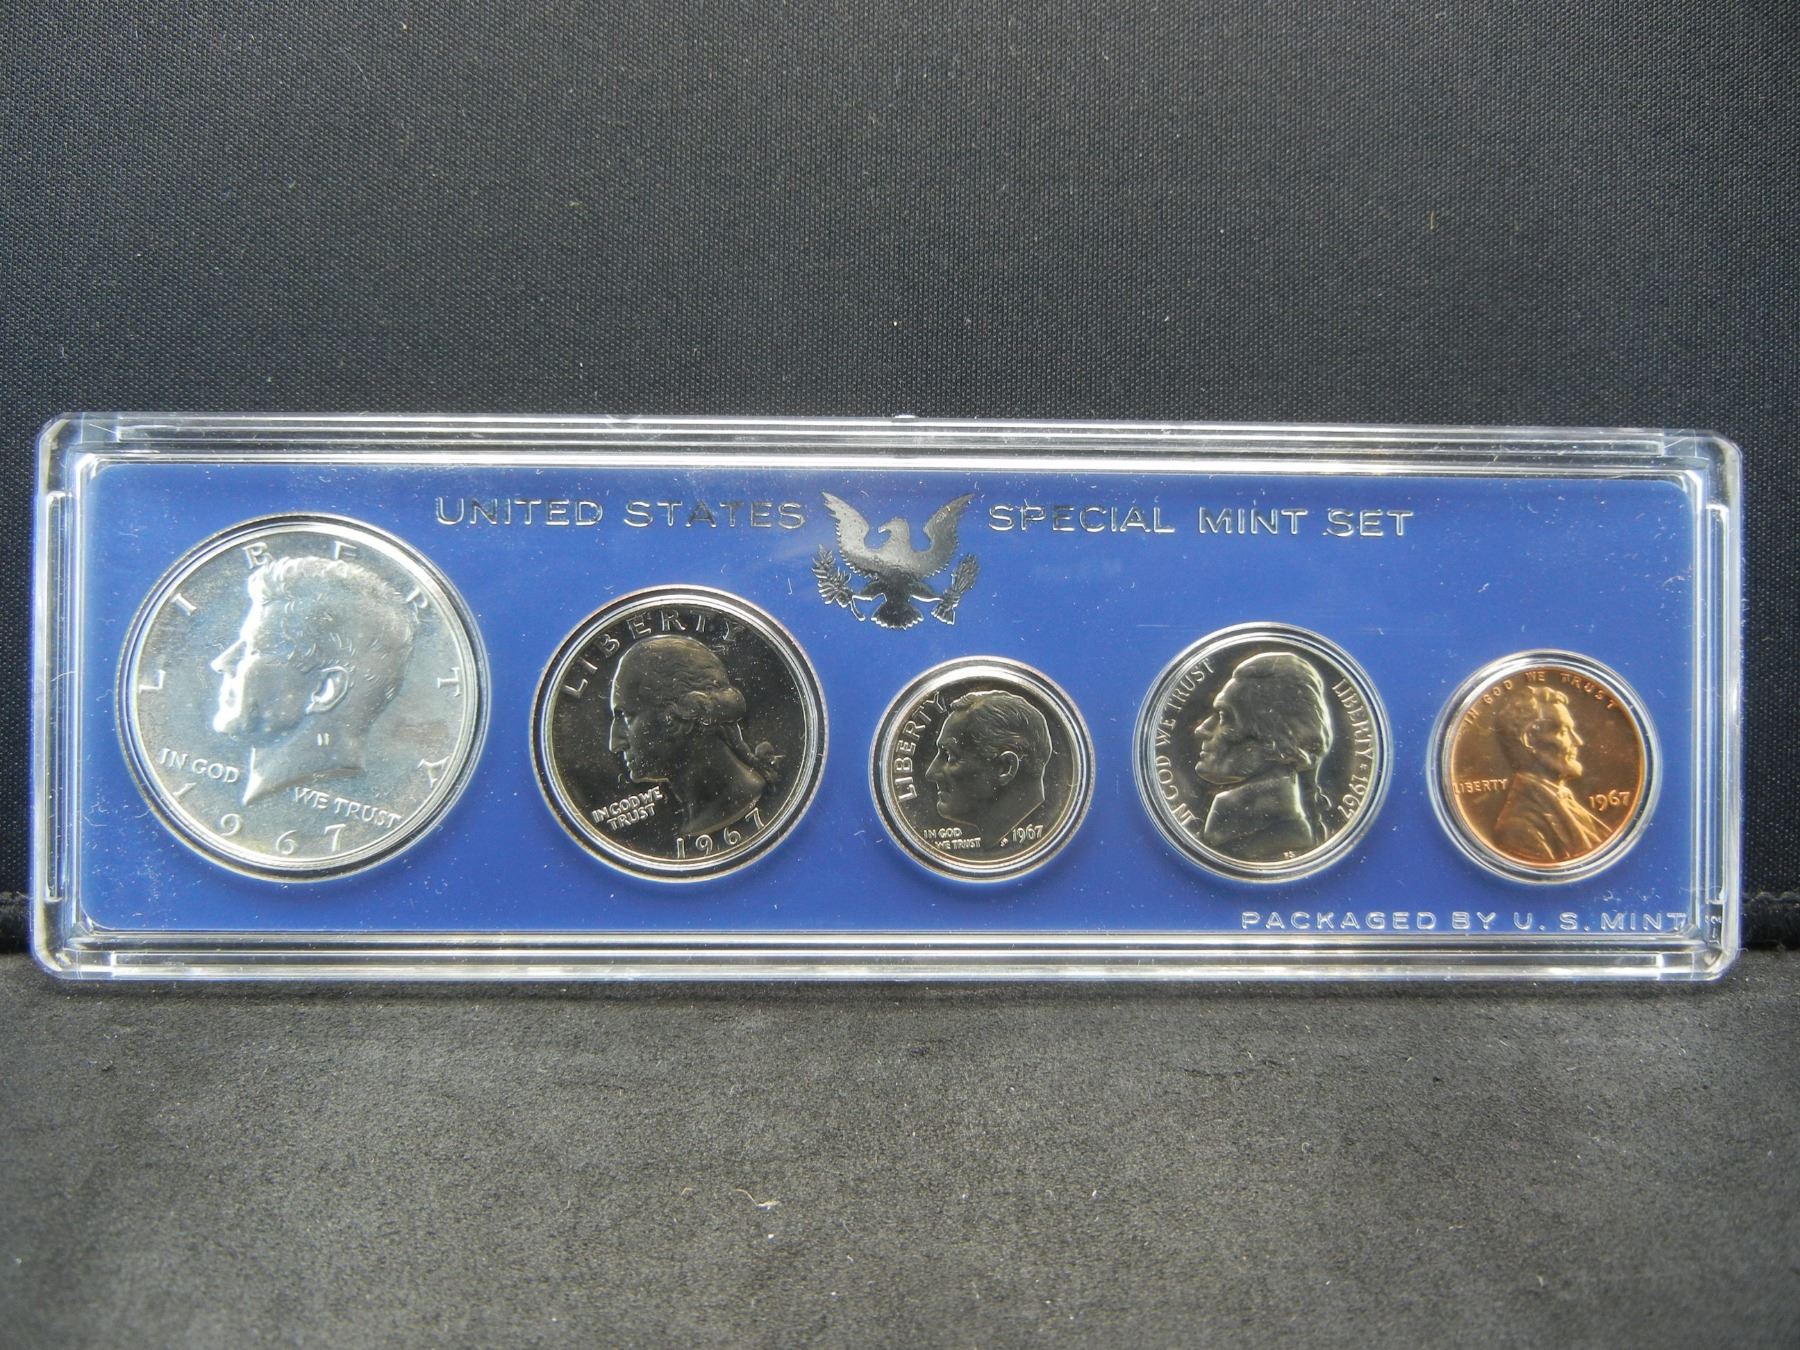 UNITED STATES SPECIAL MINT SET
LIBERTY
IN GOD
WE TRUST
1967
LIBERTY
IN GOD WE
TRUST
1967
LIBERTY
IN GOD
WE TRUST
1967
IN GOD WE TRUST
LIBERTY 1967
IN GOD WE TRUST
LIBERTY
1967
PACKAGED BY U. S. MINT